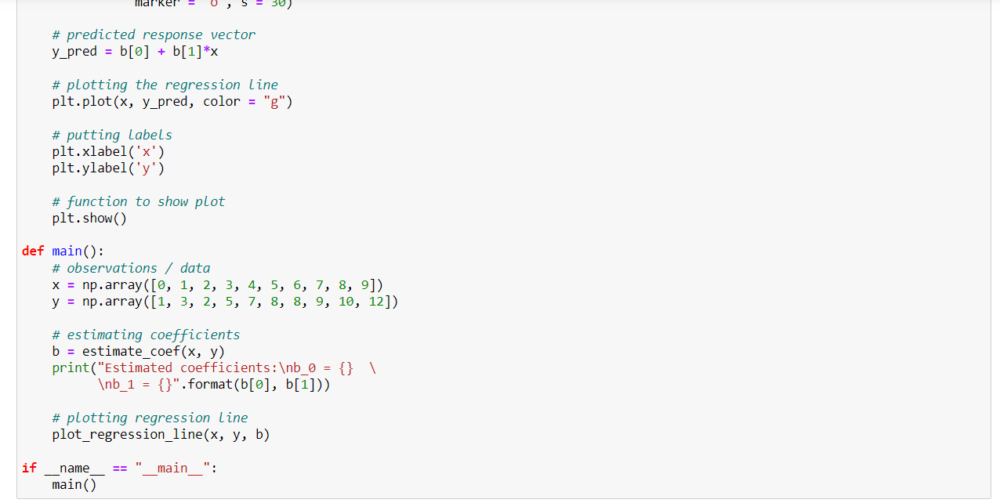 marker = "o", s = 30)
# predicted response vector
y_pred = b[0] + b[1]*x
# plotting the regression line
plt.plot(x, y_pred, color = "g")
# putting labels
plt.xlabel('x')
plt.ylabel('y')
# function to show plot
plt.show()
def main():
# observations / data
x = np.array([0, 1, 2, 3, 4, 5, 6, 7, 8, 9])
y = np.array([1, 3, 2, 5, 7, 8, 8, 9, 10, 12])
# estimating coefficients
b = estimate_coef(x, y)
print("Estimated coefficients:\nb_0 = {}  \
\nb_1 = {}".format(b[0], b[1]))
# plotting regression line
plot_regression_line(x, y, b)
if __name__ == "__main__":
main()